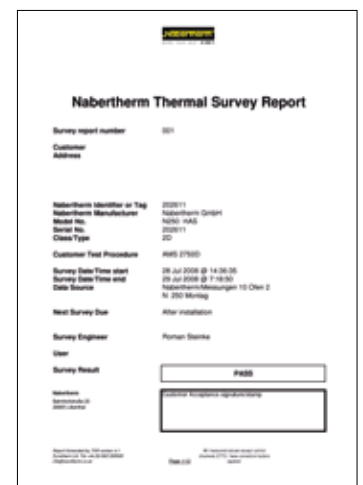 Nabertherm
Nabertherm Thermal Survey Report
Survey report number 001
Customer
Address
Nabertherm Identifier or Tag 202611
Nabertherm Manufacturer Nabertherm GmbH
Model No. N250 HAS
Serial No. 202611
Class/Type 2D
Customer Test Procedure AMS 2750D
Survey Date/Time start 28 Jul 2008 @ 14:36:35
Survey Date/Time end 29 Jul 2008 @ 7:16:50
Data Source Nabertherm/Messungen 10 Ofen 2
N 250 Montag
Next Survey Due After installation
Survey Engineer Roman Steinke
User
Survey Result PASS
Nabertherm Customer Acceptance signature/stamp